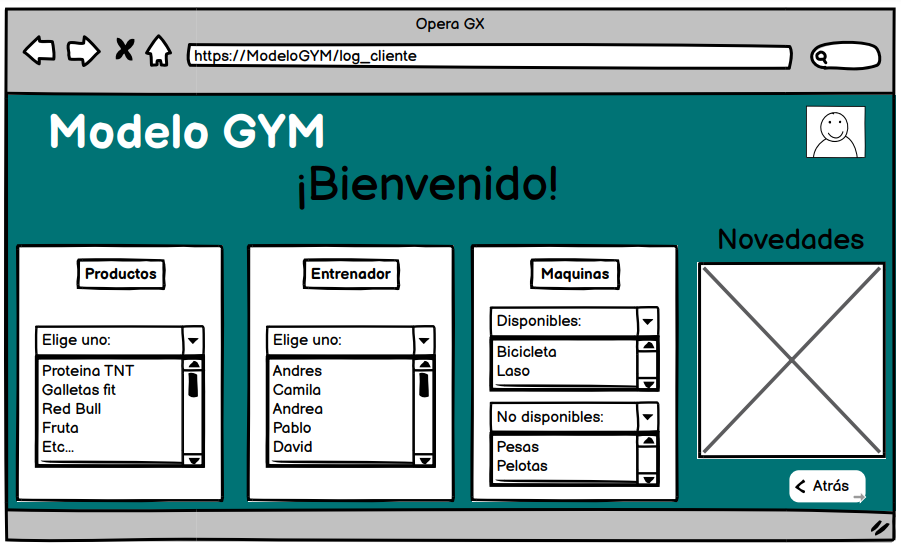 Opera GX
https://ModeloGYM/log_cliente
Modelo GYM
¡Bienvenido!
Productos
Elige uno:
Proteina TNT
Galletas fit
Red Bull
Fruta
Etc...
Entrenador
Elige uno:
Andres
Camila
Andrea
Pablo
David
Maquinas
Disponibles:
Bicicleta
Laso
No disponibles:
Pesas
Pelotas
Novedades
Atrás